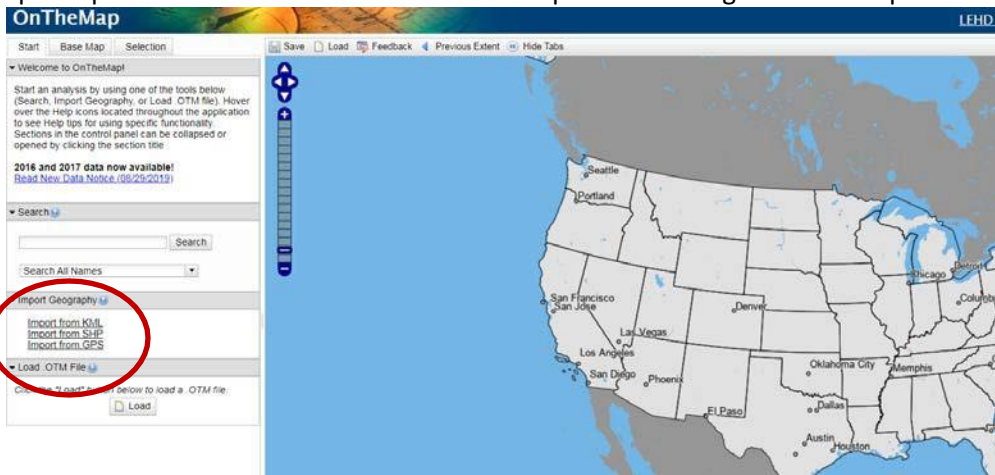 OnTheMap
LEHD
Start Base Map Selection
Save Load Feedback Previous Extent Hide Tabs
Welcome to OnTheMap!
Start an analysis by using one of the tools below
(Search, Import Geography, or Load .OTM file). Hover
over the Help icons located throughout the application
to see Help tips for using specific functionality.
Sections in the control panel can be collapsed or
opened by clicking the section title
2016 and 2017 data now available!
Read New Data Notice (08/29/2019)
Search
Search
Search All Names
Import Geography
Import from KML
Import from SHP
Import from GPS
Load .OTM File
"Load" button below to load a .OTM file
Load
Seattle
Portland
San Francisco
San Jose
Las Vegas
Los Angeles
San Diego
Phoenix
Denver
El Paso
Oklahoma City
Dallas
Austin
Houston
Memphis
Chicago
Detroit
Columb